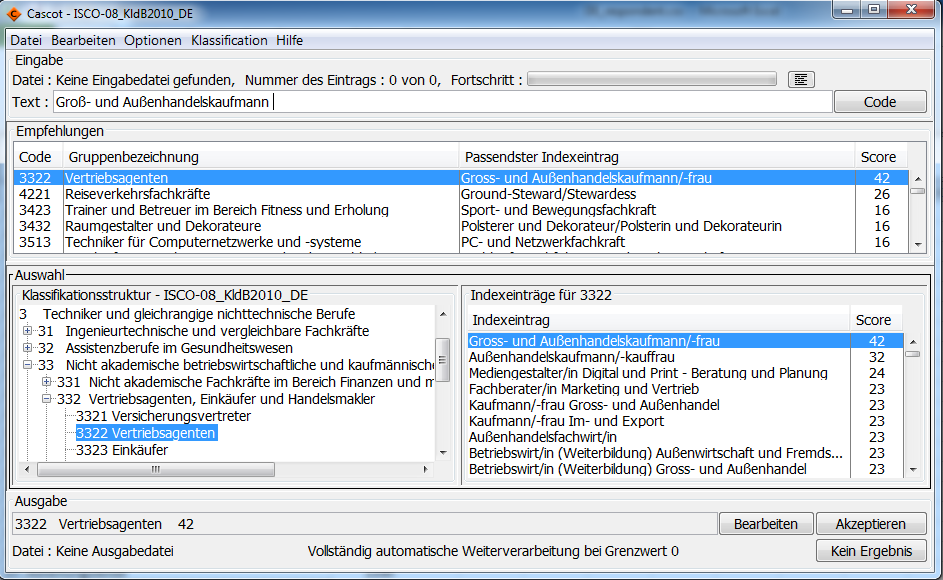 Cascot - ISCO-08_KldB2010_DE
Datei Bearbeiten Optionen Klassifikation Hilfe
Eingabe
Datei : Keine Eingabedatei gefunden, Nummer des Eintrags : 0 von 0, Fortschritt :
Text : Groß- und Außenhandelskaufmann Code
Empfehlungen
Code Gruppenbezeichnung Passendster Indexeintrag Score
3322 Vertriebsagenten Gross- und Außenhandelskaufmann/-frau 42
4221 Reiseverkehrsfachkräfte Ground-Steward/Stewardess 26
3423 Trainer und Betreuer im Bereich Fitness und Erholung Sport- und Bewegungsfachkraft 16
3432 Raumgestalter und Dekorateure Polsterer und Dekorateur/Polsterin und Dekorateurin 16
3513 Techniker für Computernetzwerke und -systeme PC- und Netzwerkfachkraft 16
Auswahl
Klassifikationsstruktur - ISCO-08_KldB2010_DE
3 Techniker und gleichrangige nichttechnische Berufe
31 Ingenieurtechnische und vergleichbare Fachkräfte
32 Assistenzberufe im Gesundheitswesen
33 Nicht akademische betriebswirtschaftliche und kaufmännische
331 Nicht akademische Fachkräfte im Bereich Finanzen und m
332 Vertriebsagenten, Einkäufer und Handelsmakler
3321 Versicherungsvertreter
3322 Vertriebsagenten
3323 Einkäufer
Indexeinträge für 3322
Indexeintrag Score
Gross- und Außenhandelskaufmann/-frau 42
Außenhandelskaufmann/-kauffrau 32
Mediengestalter/in Digital und Print - Beratung und Planung 24
Fachberater/in Marketing und Vertrieb 23
Kaufmann/-frau Gross- und Außenhandel 23
Kaufmann/-frau Im- und Export 23
Außenhandelsfachwirt/in 23
Betriebswirt/in (Weiterbildung) Außenwirtschaft und Fremds... 23
Betriebswirt/in (Weiterbildung) Gross- und Außenhandel 23
Ausgabe
3322 Vertriebsagenten 42 Bearbeiten Akzeptieren
Datei : Keine Ausgabedatei Vollständig automatische Weiterverarbeitung bei Grenzwert 0 Kein Ergebnis